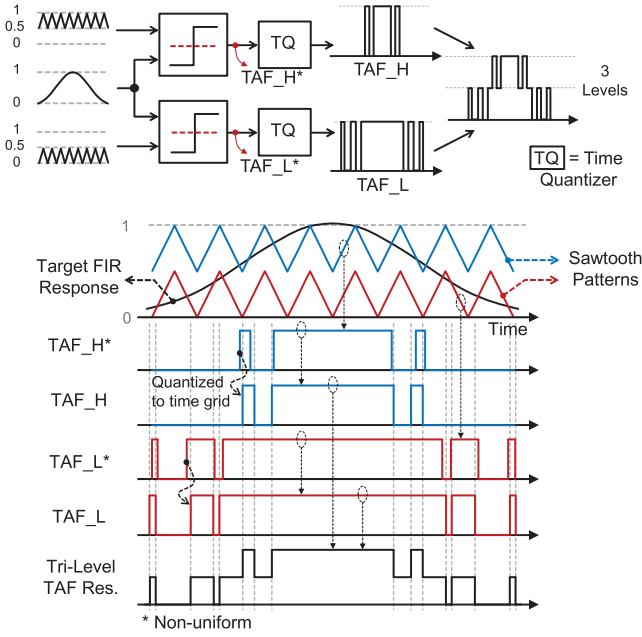 1
0.5
0
1
0
1
0.5
0
TQ
TAF_H*
TAF_H
TQ
TAF_L*
TAF_L
3
Levels
TQ = Time
Quantizer
1
Target FIR
Response
Sawtooth
Patterns
0
Time
TAF_H*
Quantized
to time grid
TAF_H
TAF_L*
TAF_L
Tri-Level
TAF Res.
* Non-uniform